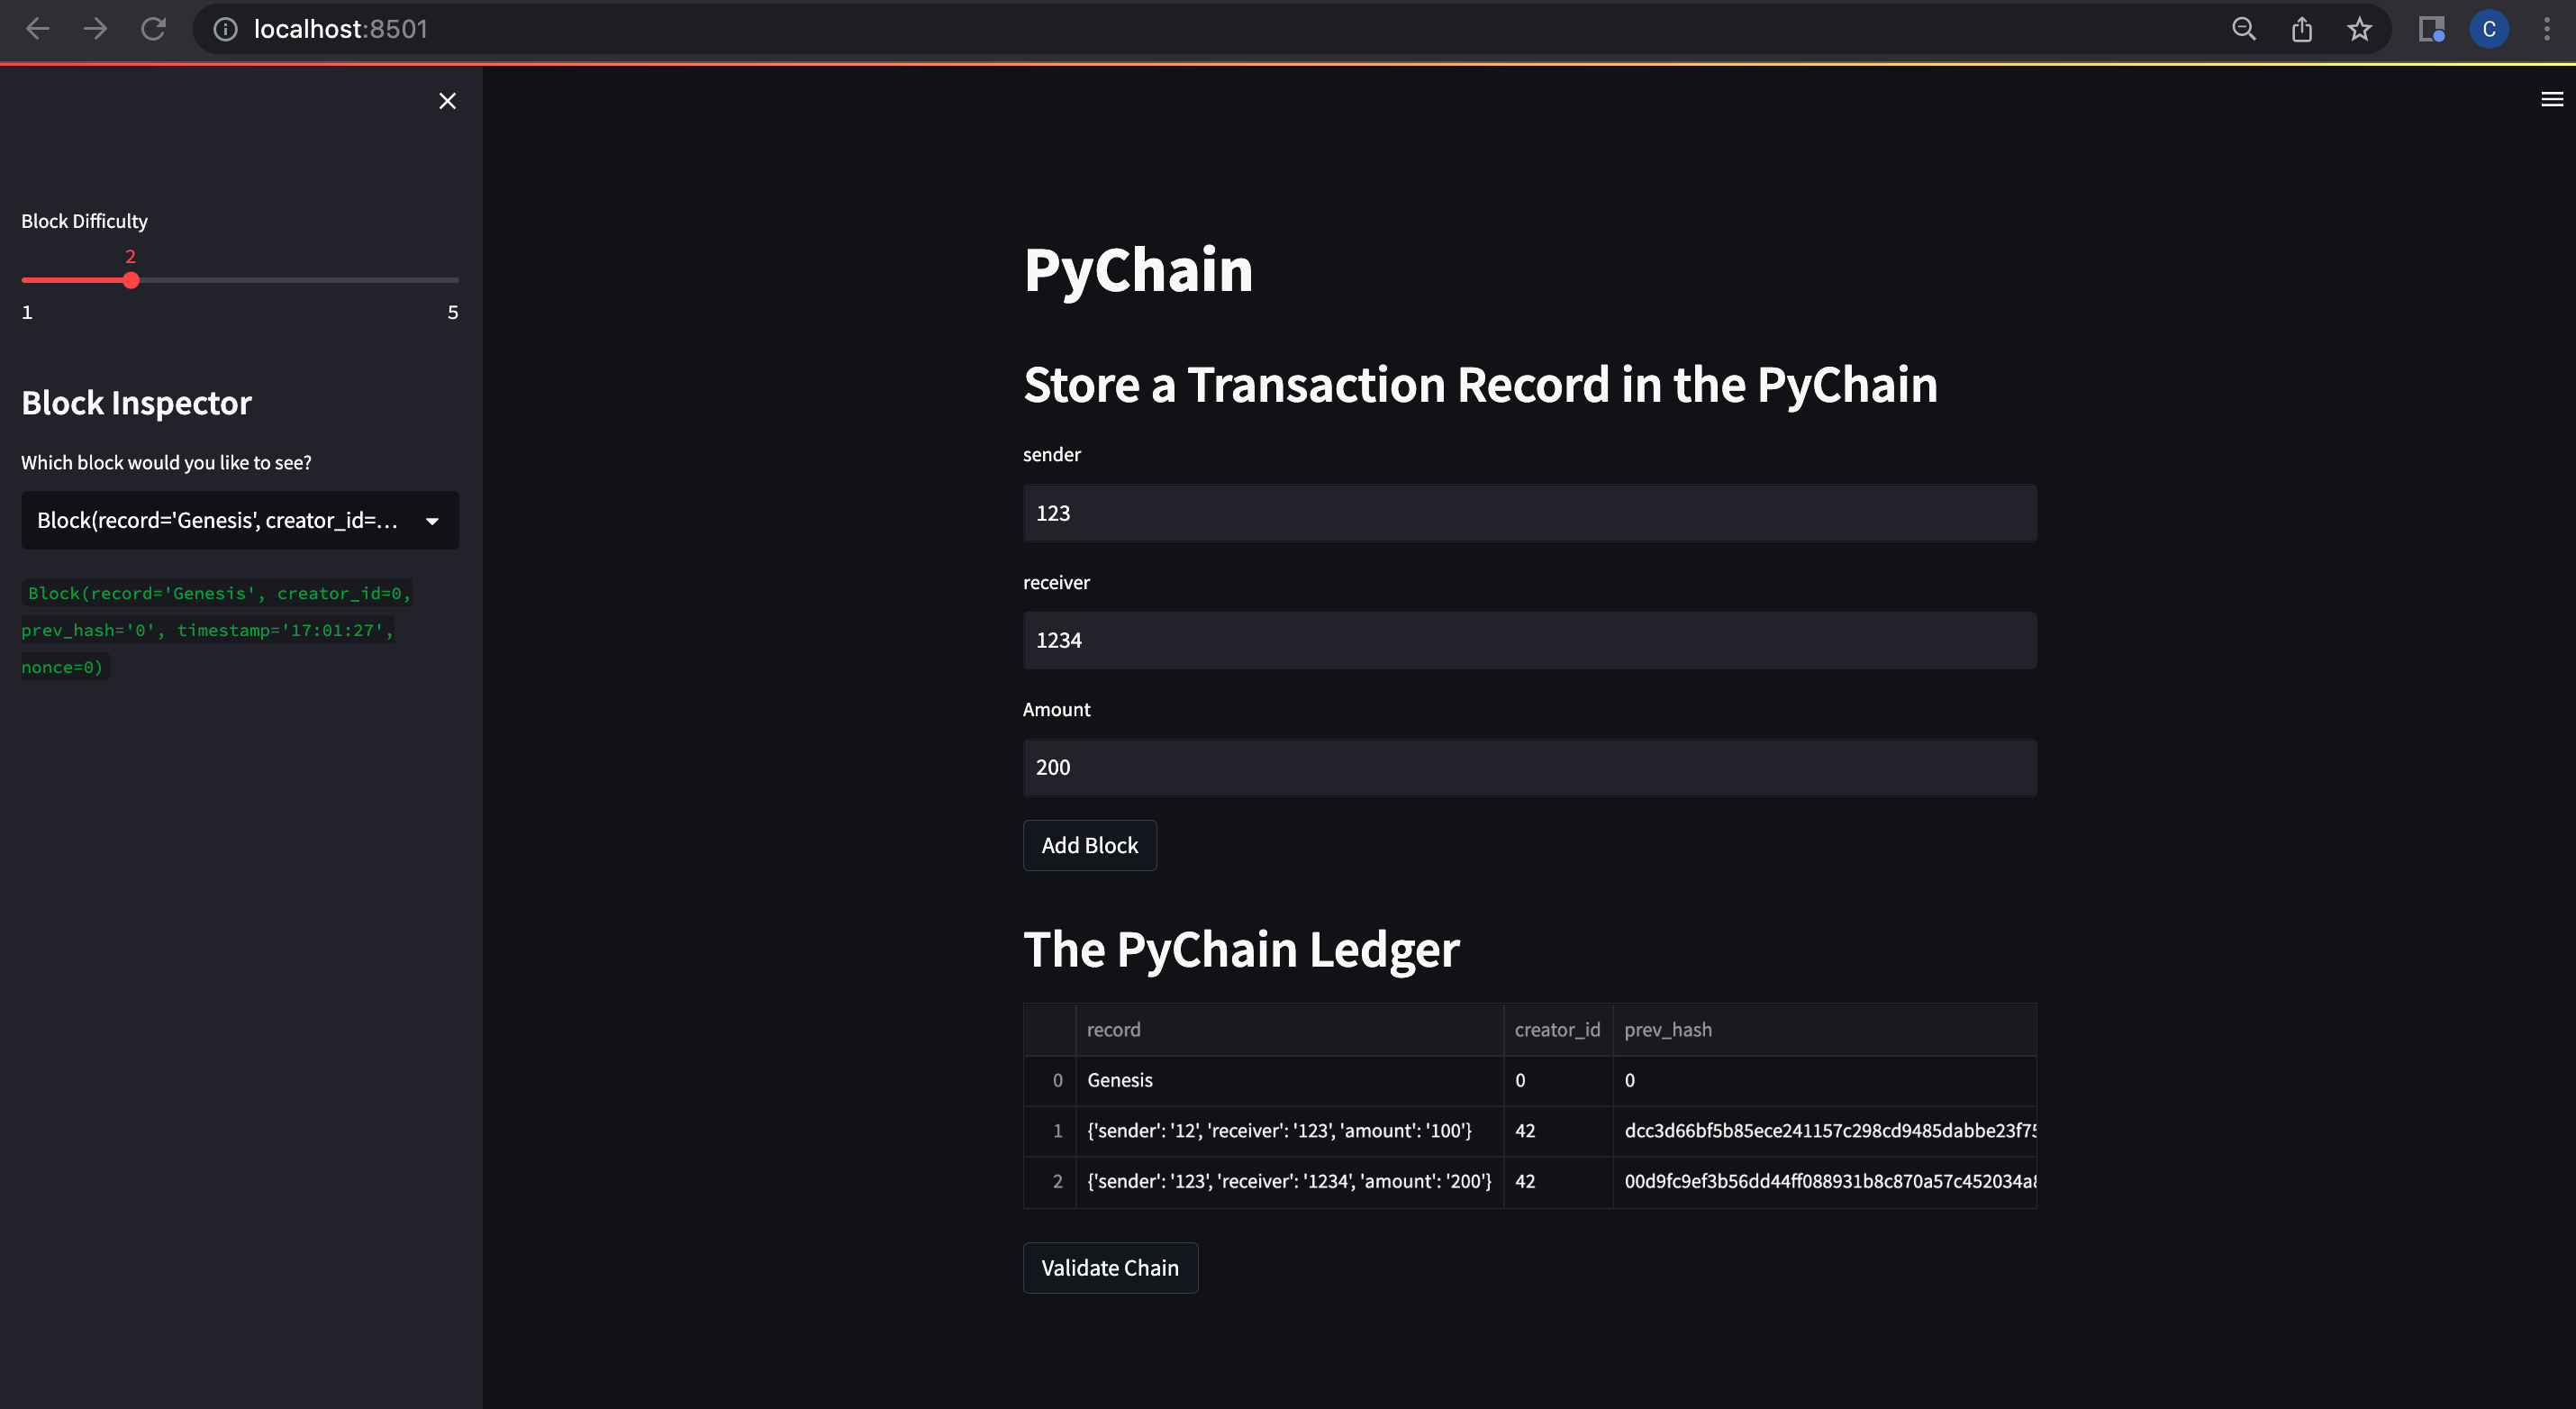 localhost:8501
C
Block Difficulty
2
1 5
Block Inspector
Which block would you like to see?
Block(record='Genesis', creator_id=...
Block(record='Genesis', creator_id=0,
prev_hash='0', timestamp='17:01:27',
nonce=0)
PyChain
Store a Transaction Record in the PyChain
sender
123
receiver
1234
Amount
200
Add Block
The PyChain Ledger
record creator_id prev_hash
0 Genesis 0 0
1 {'sender': '12', 'receiver': '123', 'amount': '100'} 42 dcc3d66bf5b85ece241157c298cd9485dabbe23f75
2 {'sender': '123', 'receiver': '1234', 'amount': '200'} 42 00d9fc9ef3b56dd44ff088931b8c870a57c452034a8
Validate Chain